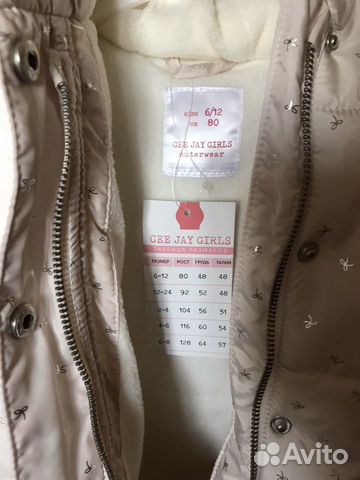 size 6/12
cm 80
GEE JAY GIRLS
outerwear
GEE JAY GIRLS
ТАБЛИЦА РАЗМЕРОВ
РАЗМЕР РОСТ ГРУДЬ ТАЛИЯ
6-12 80 48 48
12-24 92 52 48
2-4 104 56 51
4-6 116 60 54
6-8 128 64 57
Avito